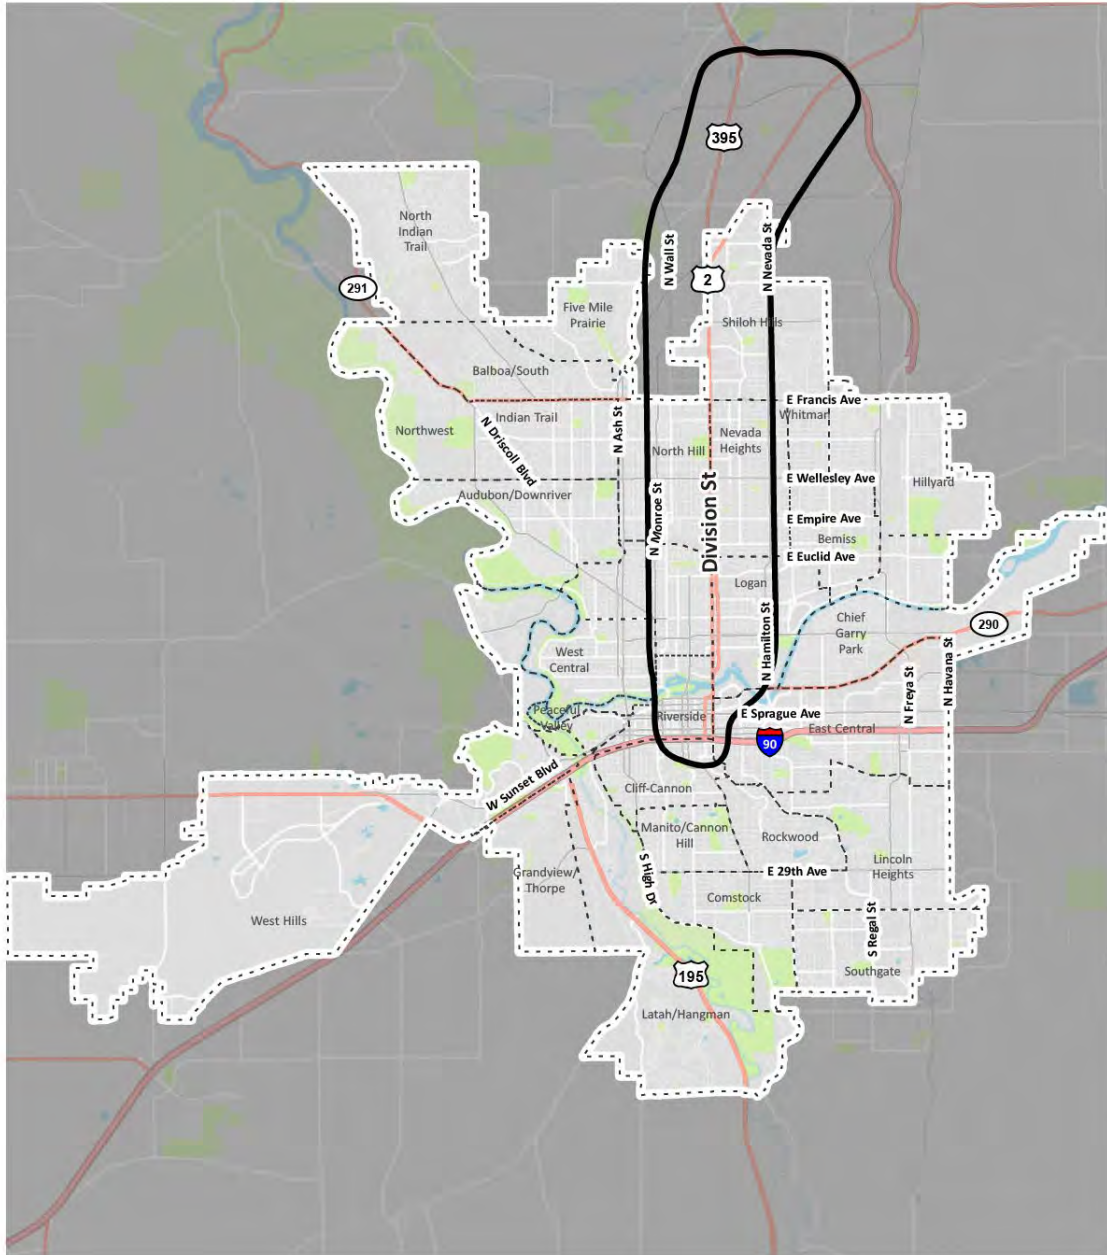 395
North
Indian
Trail
N Wall St
N Nevada St
2
291
Five Mile
Prairie
Shiloh Hills
Balboa/South
Indian Trail
E Francis Ave
Whitman
N Ash St
Northwest
N Driscoll Blvd
North Hill
Nevada
Heights
E Wellesley Ave
Hillyard
Audubon/Downriver
N Monroe St
Division St
E Empire Ave
Bemiss
E Euclid Ave
Logan
Chief
Garry
Park
290
West
Central
N Hamilton St
N Freya St
N Havana St
Peaceful
Valley
Riverside
E Sprague Ave
East Central
90
W Sunset Blvd
Cliff-Cannon
Manito/Cannon
Hill
Rockwood
Grandview/
Thorpe
S High Dr
E 29th Ave
Lincoln
Heights
Comstock
West Hills
S Regal St
Southgate
195
Latah/Hangman